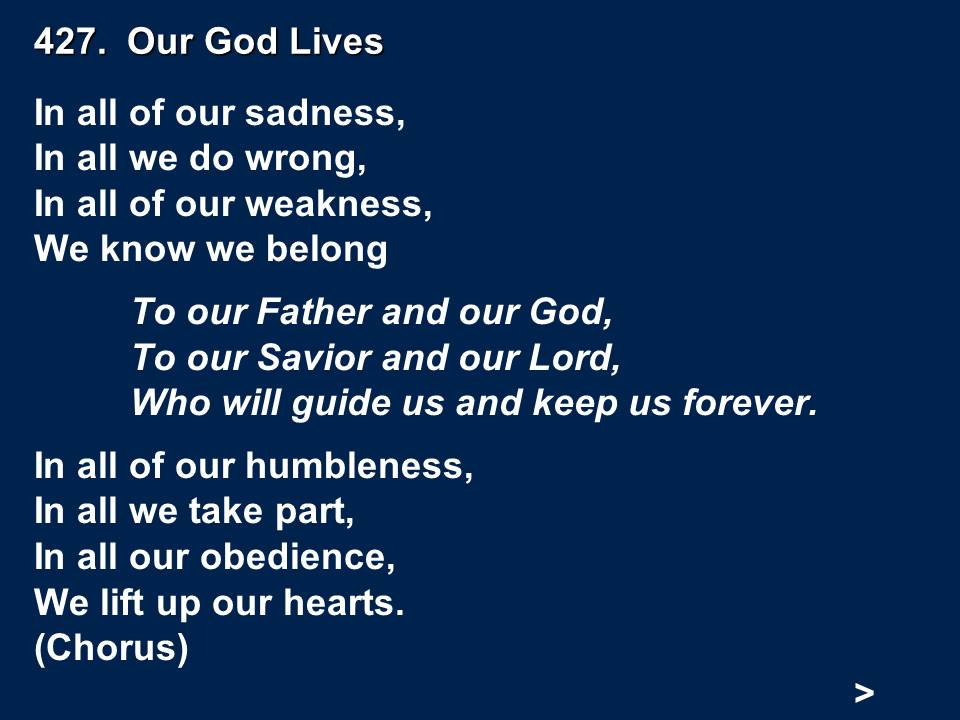 427.  Our God Lives
In all of our sadness,
In all we do wrong,
In all of our weakness,
We know we belong
To our Father and our God,
To our Savior and our Lord,
Who will guide us and keep us forever.
In all of our humbleness,
In all we take part,
In all our obedience,
We lift up our hearts.
(Chorus)
>